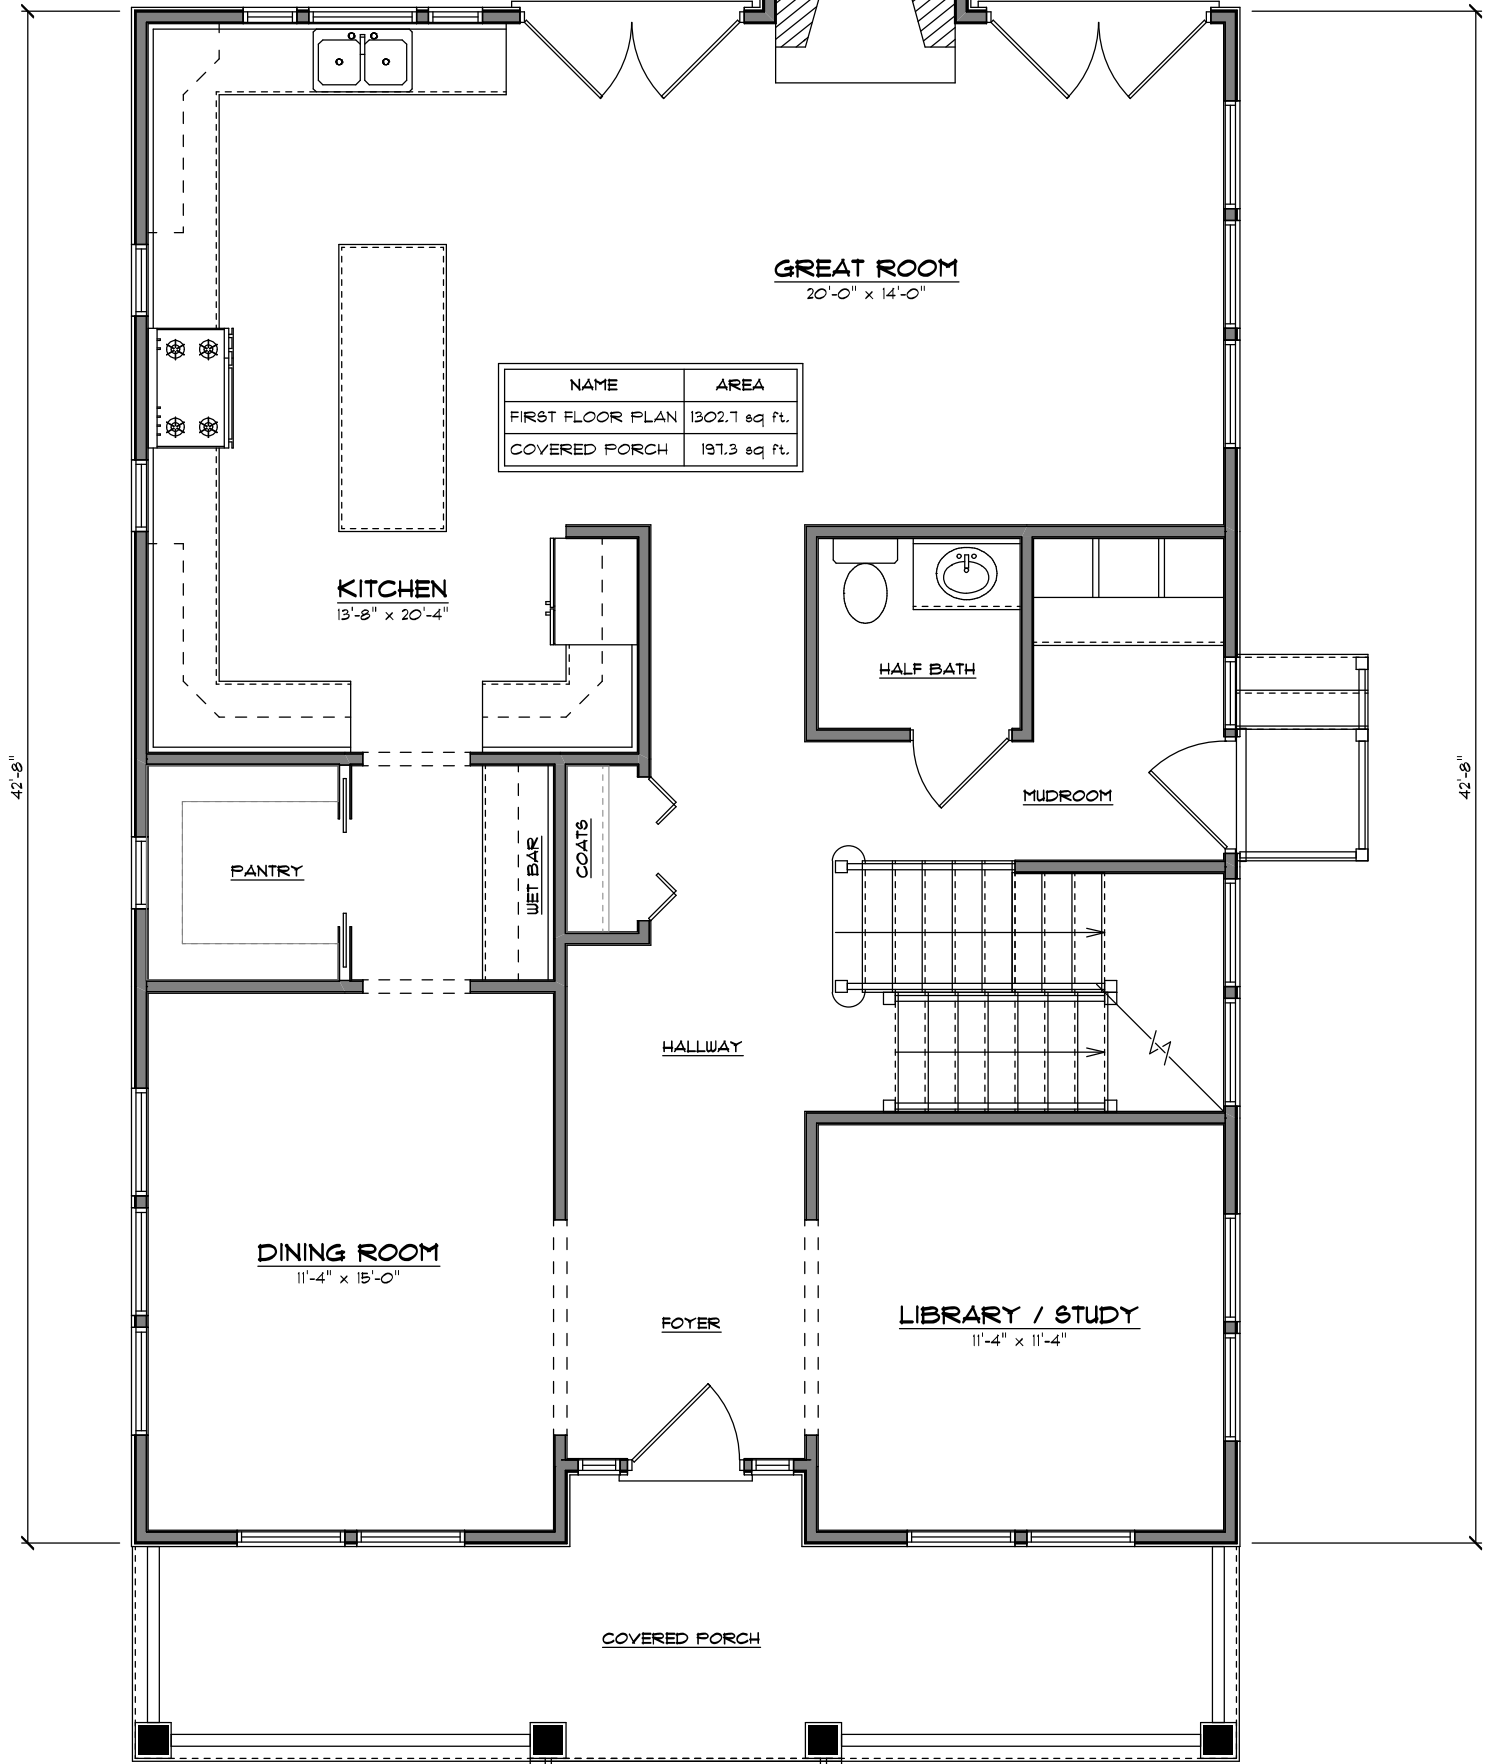 GREAT ROOM
20'-0" x 14'-0"
NAME AREA
FIRST FLOOR PLAN 1302.7 sq ft.
COVERED PORCH 197.3 sq ft.
KITCHEN
13'-8" x 20'-4"
HALF BATH
42'-8"
42'-8"
MUDROOM
PANTRY
WET BAR
COATS
HALLWAY
DINING ROOM
11'-4" x 15'-0"
FOYER
LIBRARY / STUDY
11'-4" x 11'-4"
COVERED PORCH